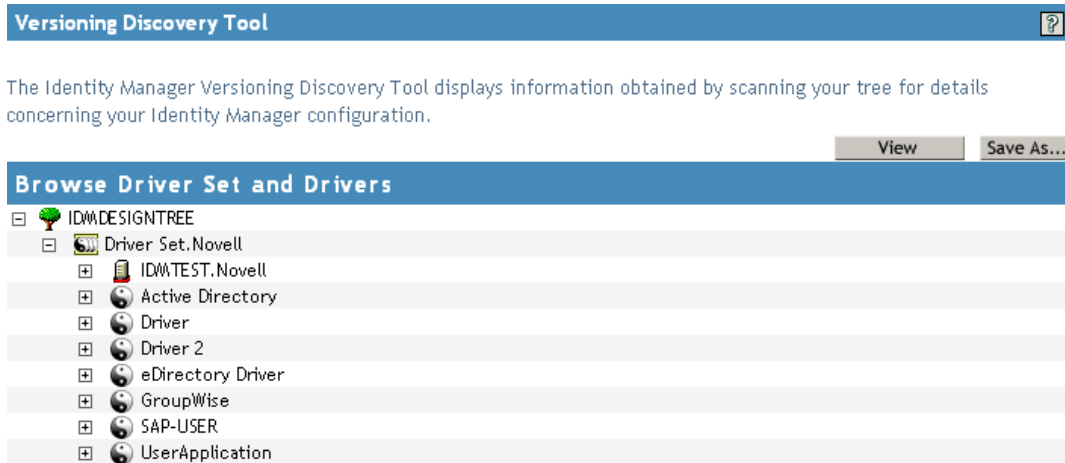 Versioning Discovery Tool
?
The Identity Manager Versioning Discovery Tool displays information obtained by scanning your tree for details
concerning your Identity Manager configuration.
View Save As...
Browse Driver Set and Drivers
IDMDESIGNTREE
Driver Set.Novell
IDMTEST.Novell
Active Directory
Driver
Driver 2
eDirectory Driver
GroupWise
SAP-USER
UserApplication